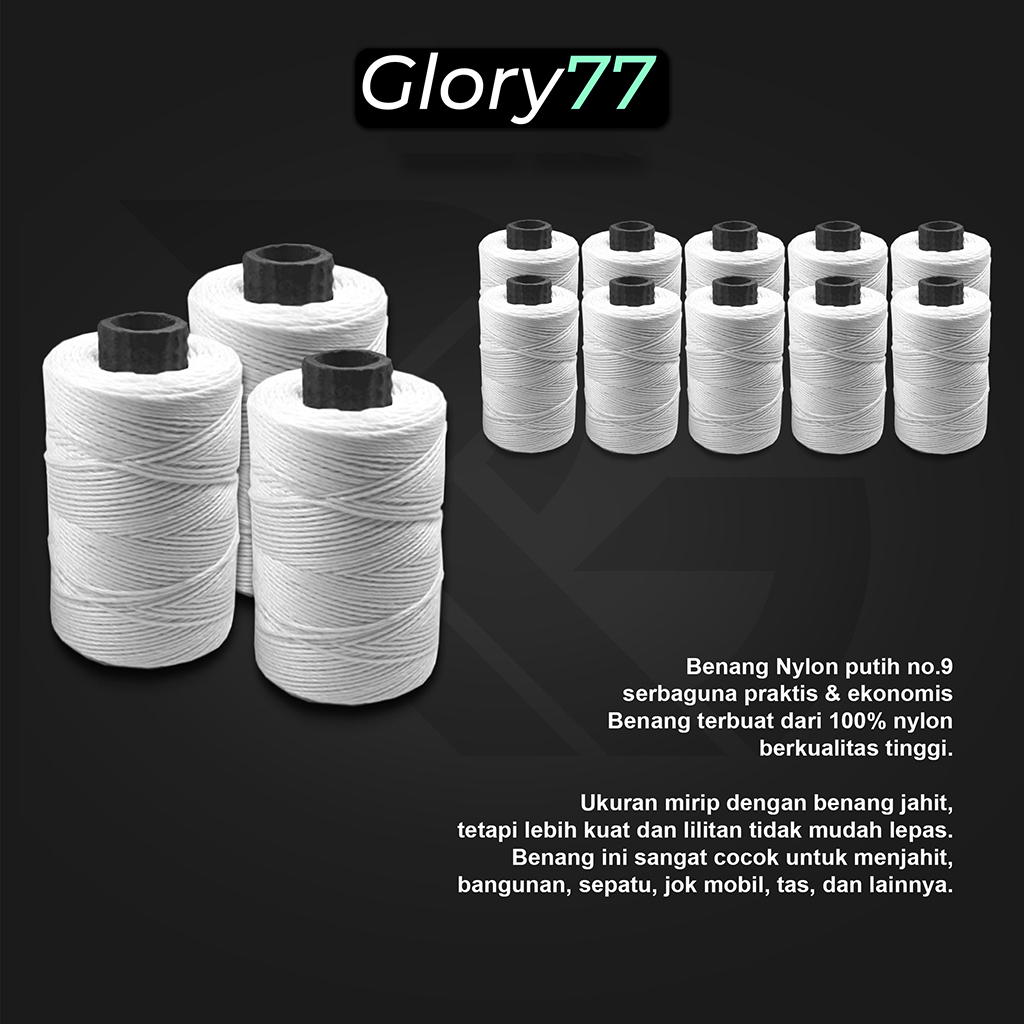 Glory77
Benang Nylon putih no.9
serbaguna praktis & ekonomis
Benang terbuat dari 100% nylon
berkualitas tinggi.
Ukuran mirip dengan benang jahit,
tetapi lebih kuat dan lilitan tidak mudah lepas.
Benang ini sangat cocok untuk menjahit,
bangunan, sepatu, jok mobil, tas, dan lainnya.